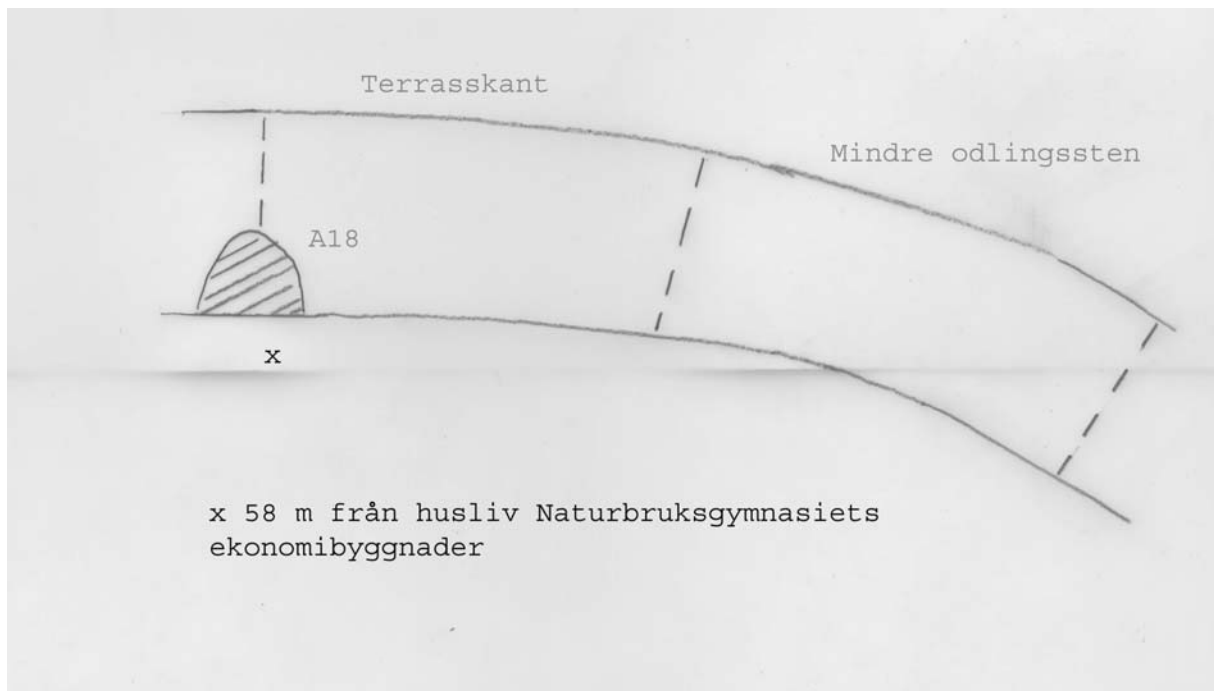 Terrasskant
Mindre odlingssten
A18
x
x 58 m från husliv Naturbruksgymnasiets
ekonomibyggnader